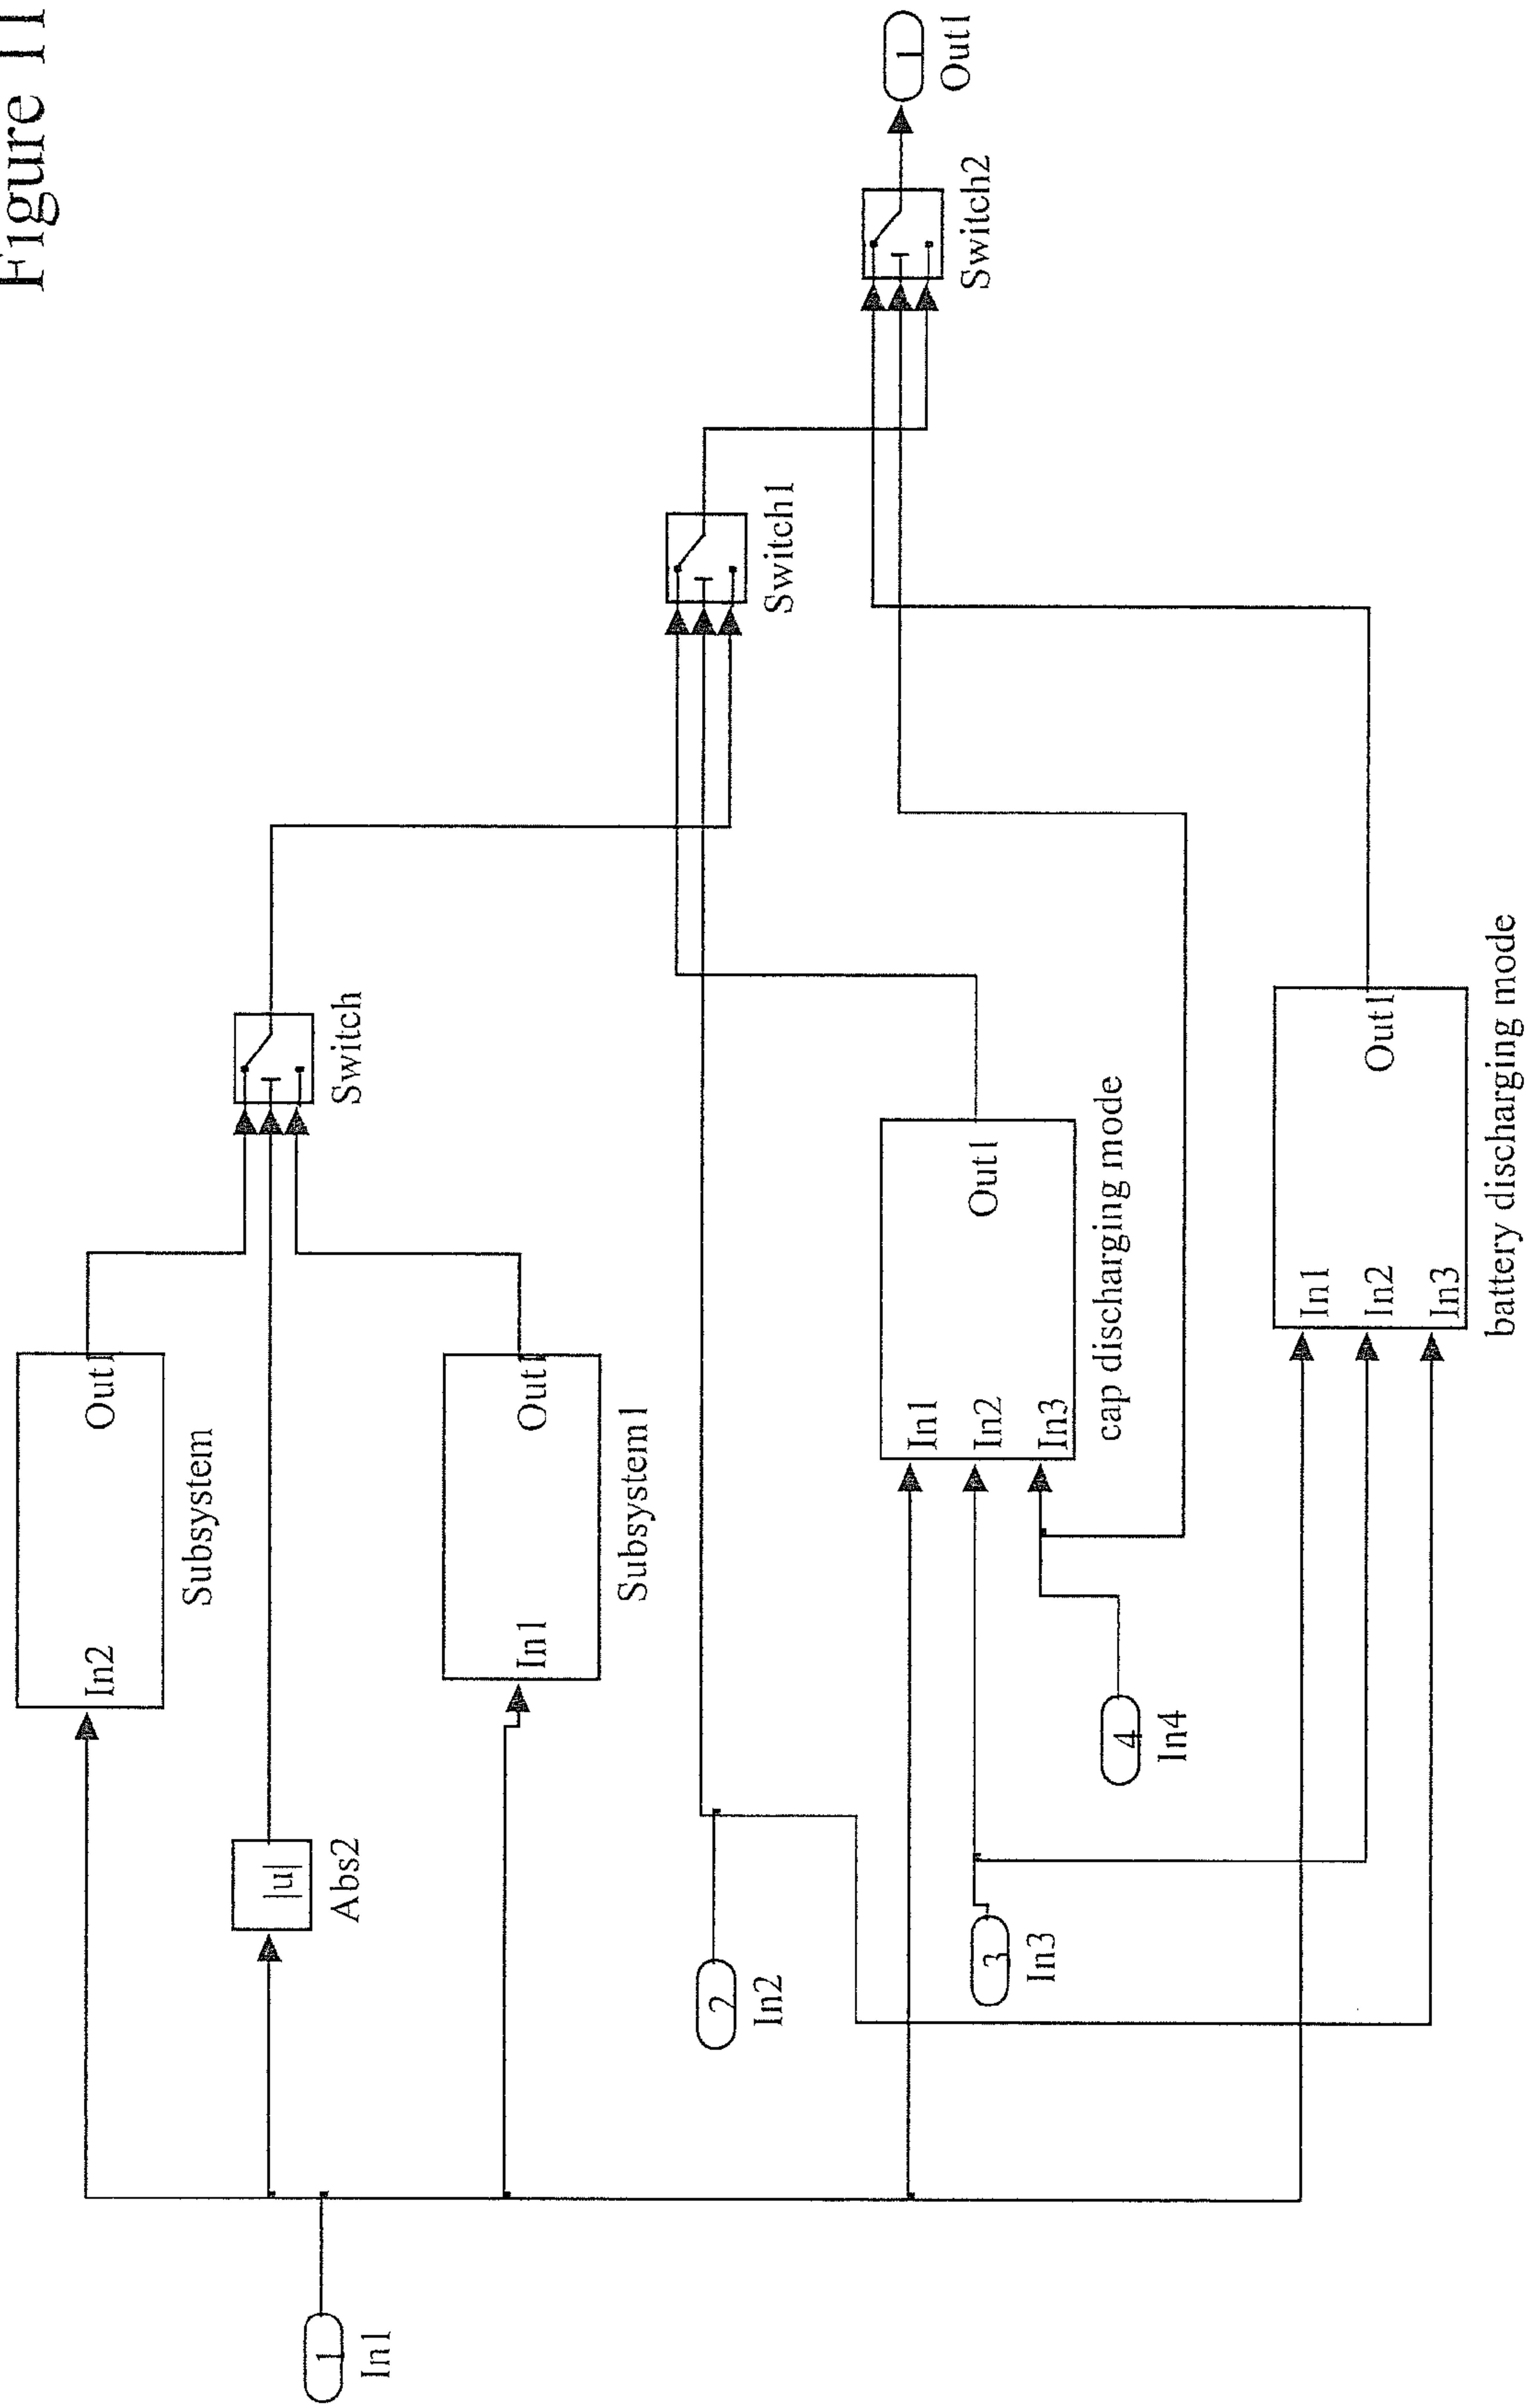 Figure 11
In2
Out1
Subsystem
|u|
Abs2
Switch
1
In1
In1
Out1
Subsystem1
2
In2
Switch1
In1
In2
In3
Out1
cap discharging mode
3
In3
4
In4
Switch2
1
Out1
In1
In2
In3
Out1
battery discharging mode